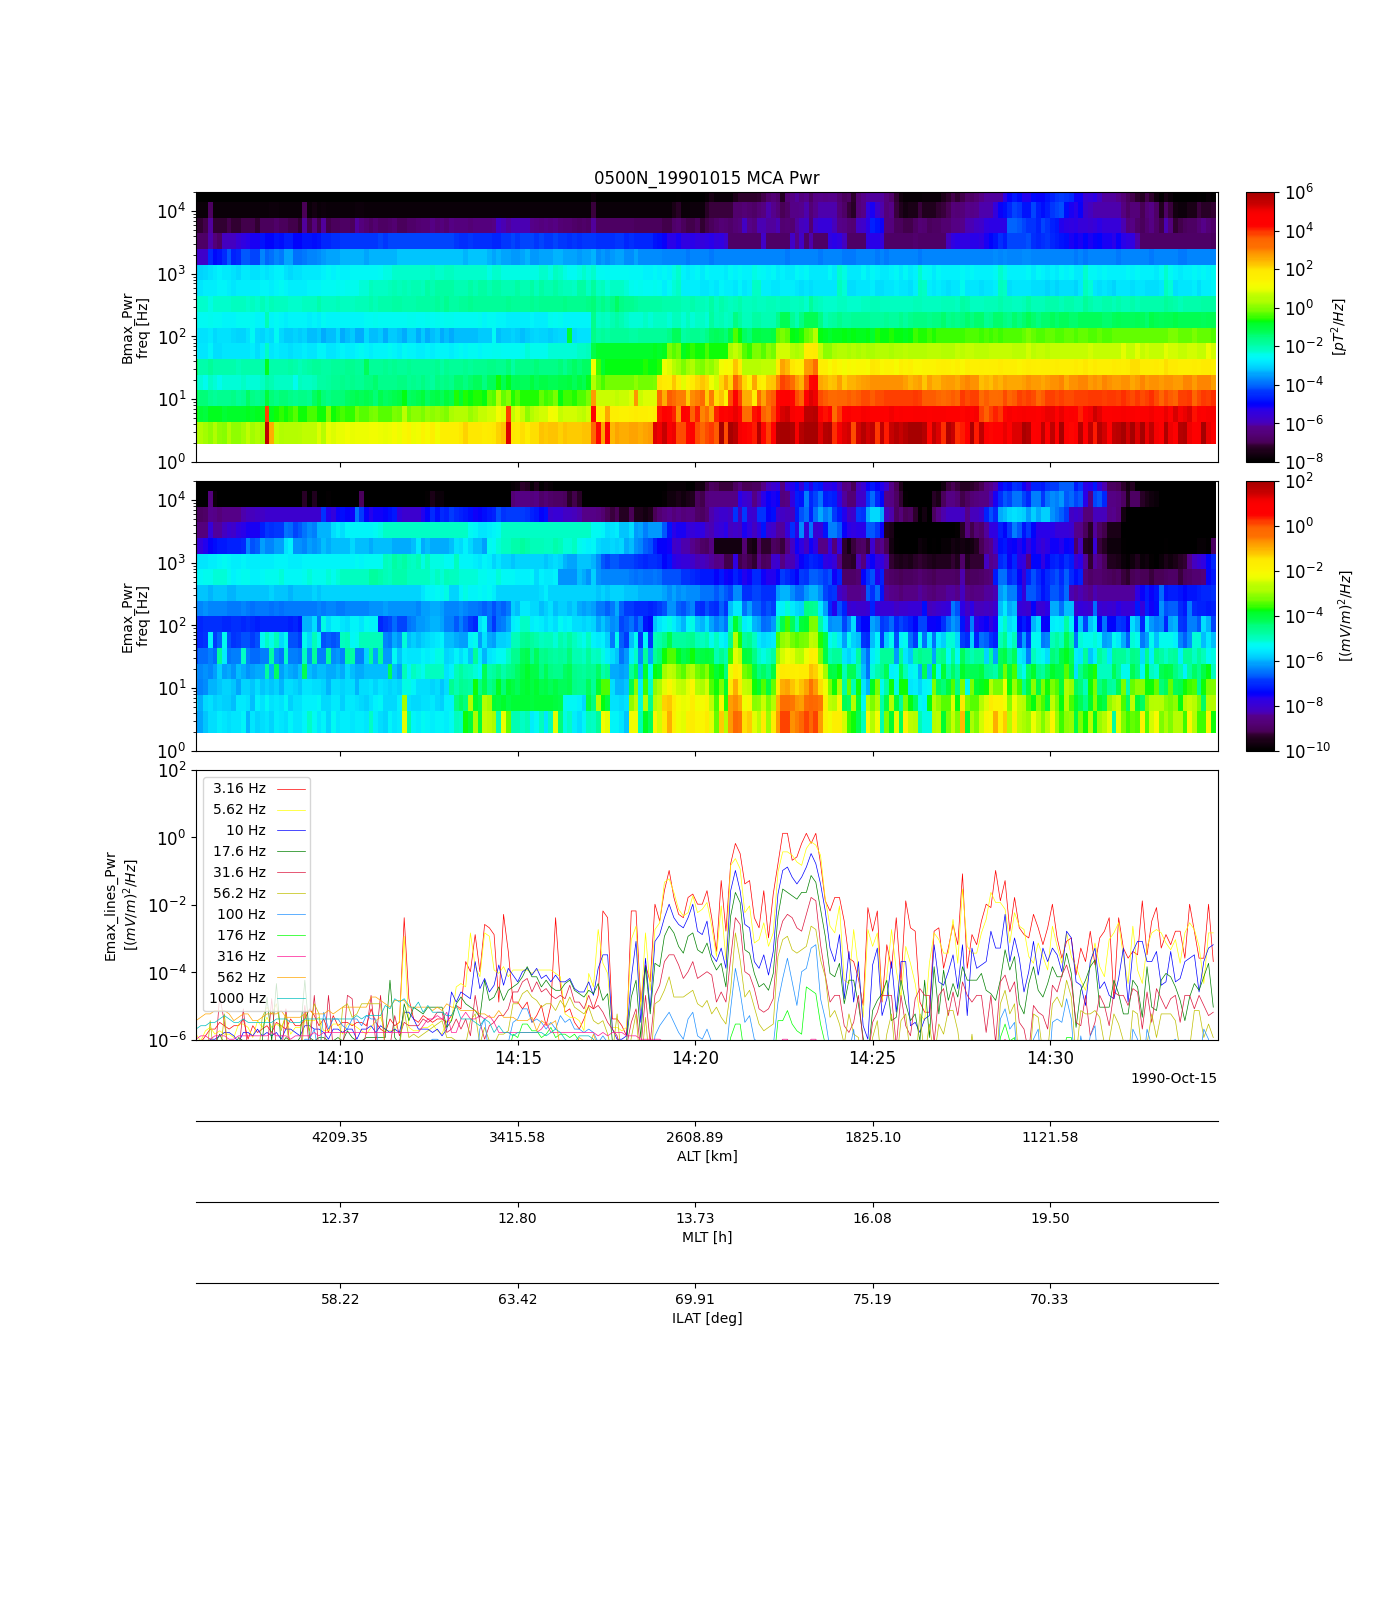 0500N_19901015 MCA Pwr
Bmax_Pwr
freq [Hz]
10^4
10^3
10^2
10^1
10^0
10^6
10^4
10^2
10^0
10^-2
10^-4
10^-6
10^-8
[pT^2/Hz]
Emax_Pwr
freq [Hz]
10^4
10^3
10^2
10^1
10^0
10^2
10^0
10^-2
10^-4
10^-6
10^-8
10^-10
[(mV/m)^2/Hz]
Emax_lines_Pwr
[(mV/m)^2/Hz]
10^2
10^0
10^-2
10^-4
10^-6
3.16 Hz
5.62 Hz
10 Hz
17.6 Hz
31.6 Hz
56.2 Hz
100 Hz
176 Hz
316 Hz
562 Hz
1000 Hz
14:10 14:15 14:20 14:25 14:30
1990-Oct-15
4209.35 3415.58 2608.89 1825.10 1121.58
ALT [km]
12.37 12.80 13.73 16.08 19.50
MLT [h]
58.22 63.42 69.91 75.19 70.33
ILAT [deg]